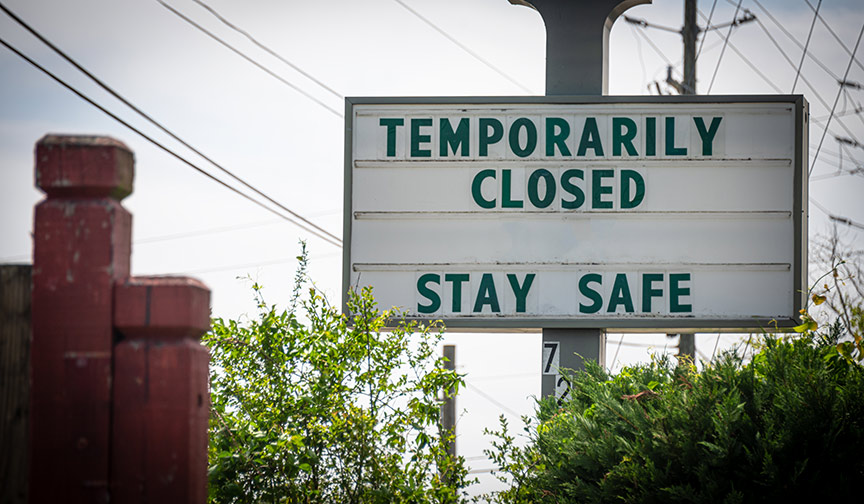 TEMPORARILY
CLOSED
STAY SAFE
7
2